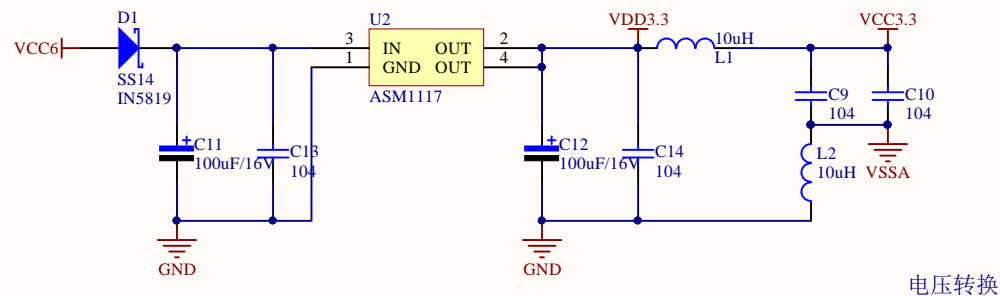 D1
VCC6
SS14
IN5819
C11
100uF/16V
C13
104
GND
U2
3 IN OUT 2
1 GND OUT 4
ASM1117
VDD3.3
10uH
L1
VCC3.3
C12
100uF/16V
C14
104
C9
104
C10
104
L2
10uH
VSSA
GND
电压转换